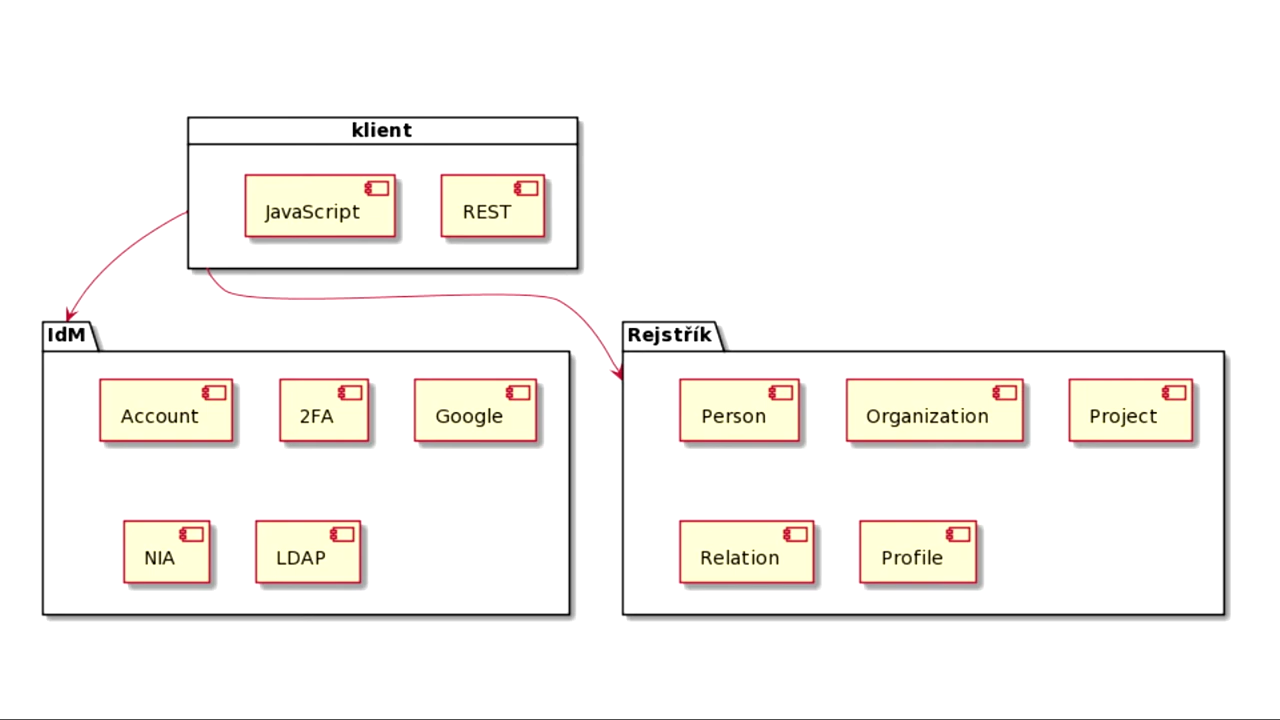 klient
JavaScript
REST
IdM
Account
2FA
Google
NIA
LDAP
Rejstřík
Person
Organization
Project
Relation
Profile